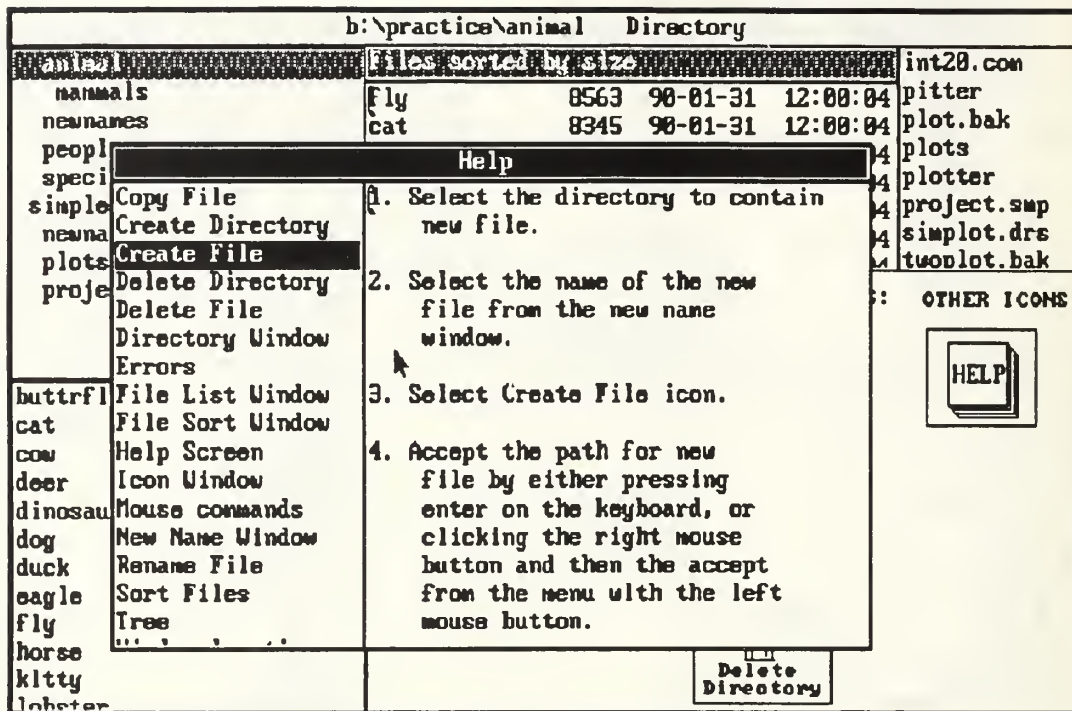 b:\practice\animal Directory
animal
mammals
newnames
peopl
speci
simple
newna
plots
proje
Files sorted by size
fly 8563 90-01-31 12:00:04
cat 8345 90-01-31 12:00:04
int20.com
pitter
plot.bak
plots
plotter
project.smp
simplot.drs
twoplot.bak
Help
Copy File
Create Directory
Create File
Delete Directory
Delete File
Directory Window
Errors
File List Window
File Sort Window
Help Screen
Icon Window
Mouse commands
New Name Window
Rename File
Sort Files
Tree
1. Select the directory to contain
new file.
2. Select the name of the new
file from the new name
window.
3. Select Create File icon.
4. Accept the path for new
file by either pressing
enter on the keyboard, or
clicking the right mouse
button and then the accept
from the menu with the left
mouse button.
OTHER ICONS
HELP
buttrfl
cat
cow
deer
dinosau
dog
duck
eagle
fly
horse
kitty
lobster
Delete
Directory